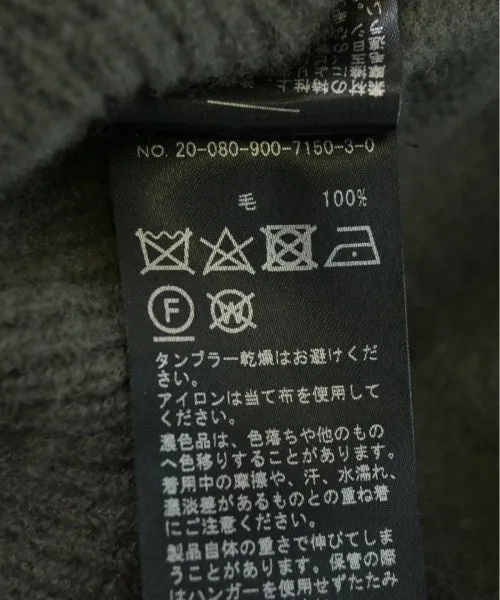 NO. 20-080-900-7150-3-0
毛 100%
F
W
タンブラー乾燥はお避けくだ
さい。
アイロンは当て布を使用して
ください。
濃色品は、色落ちや他のもの
へ色移りすることがあります。
着用中の摩擦や、汗、水濡れ、
濃淡差があるものとの重ね着
にご注意ください。
製品自体の重さで伸びてしま
うことがあります。保管の際
はハンガーを使用せずたたみ